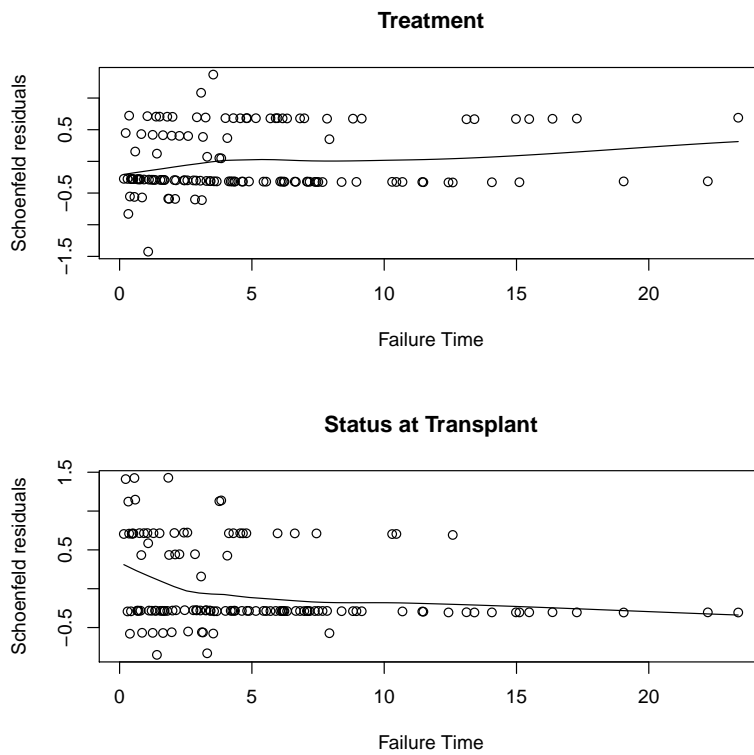 Treatment
Schoenfeld residuals
0.5
−0.5
−1.5
0
5
10
15
20
Failure Time
Status at Transplant
Schoenfeld residuals
1.5
0.5
−0.5
0
5
10
15
20
Failure Time